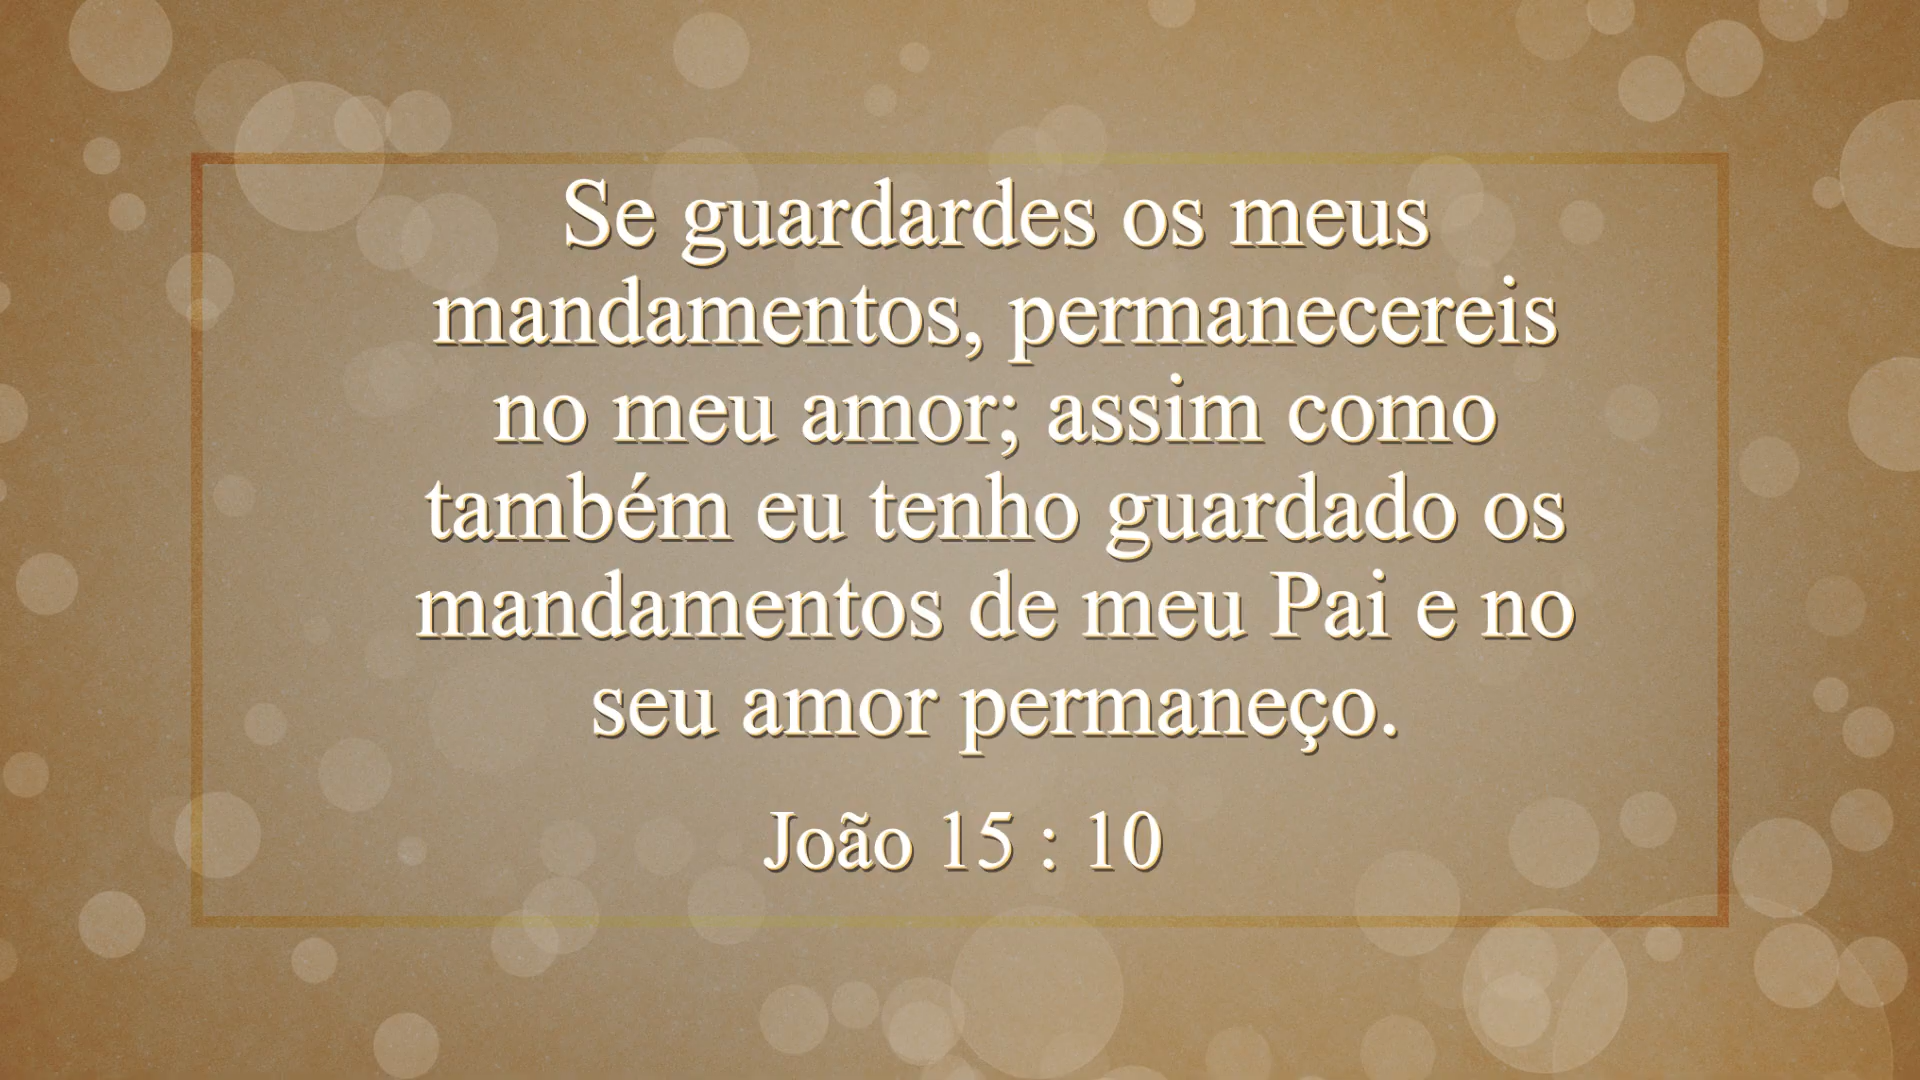 Se guardardes os meus
mandamentos, permanecereis
no meu amor; assim como
também eu tenho guardado os
mandamentos de meu Pai e no
seu amor permaneço.
João 15 : 10